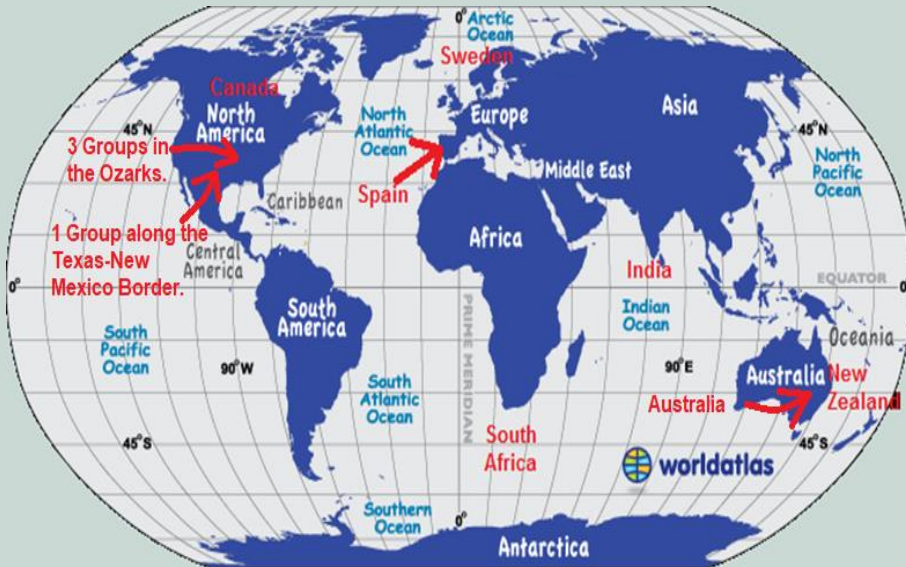 0°
Arctic
Ocean
Sweden
Canada
North
America
North
Atlantic
Ocean
Europe
Asia
45°N
45°N
3 Groups in
the Ozarks.
North
Pacific
Ocean
Middle East
Spain
Caribbean
1 Group along the
Texas-New
Mexico Border.
Central
America
Africa
India
EQUATOR
0°
0
South
America
PRIME MERIDIAN
Indian
Ocean
South
Pacific
Ocean
Oceania
90°W
90°E
Australia
New
Zealand
Australia
South
Atlantic
Ocean
South
Africa
45°S
45°S
worldatlas
Southern
Ocean
0°
Antarctica